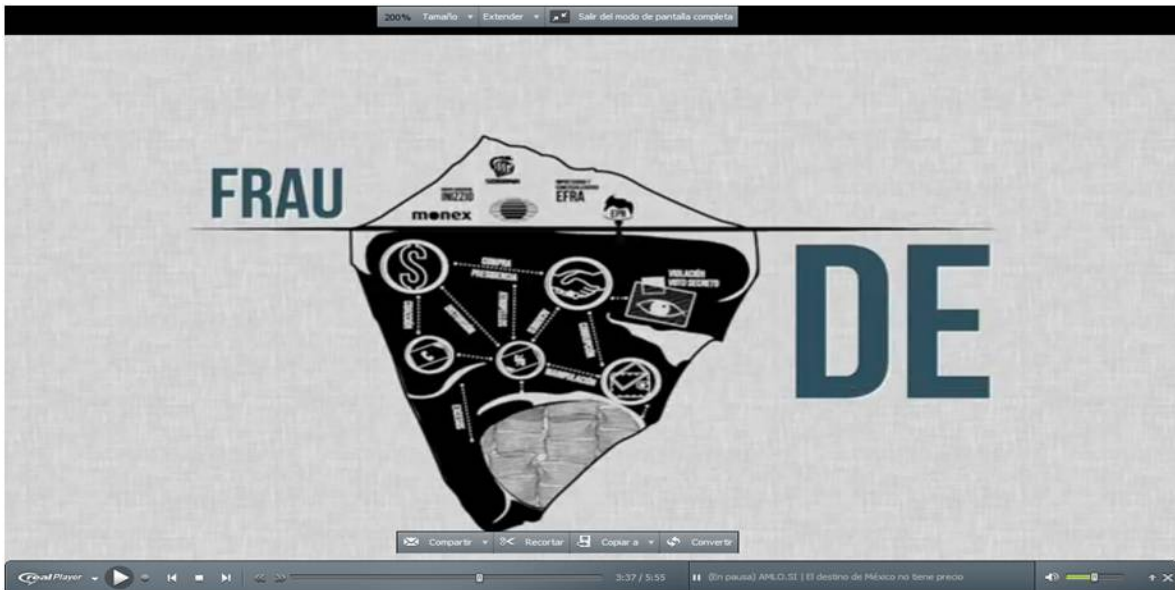 200% Tamaño Extender Salir del modo de pantalla completa
FRAU
INIZZIO
EFRA
monex
EPN
DE
COMPRA
PRESIDENCIA
VIOLACIÓN
VOTO SECRETO
$
%
MANIPULACIÓN
Compartir Recortar Copiar a Convertir
realPlayer 3:37 / 5:55 (En pausa) AMLO.SI | El destino de México no tiene precio